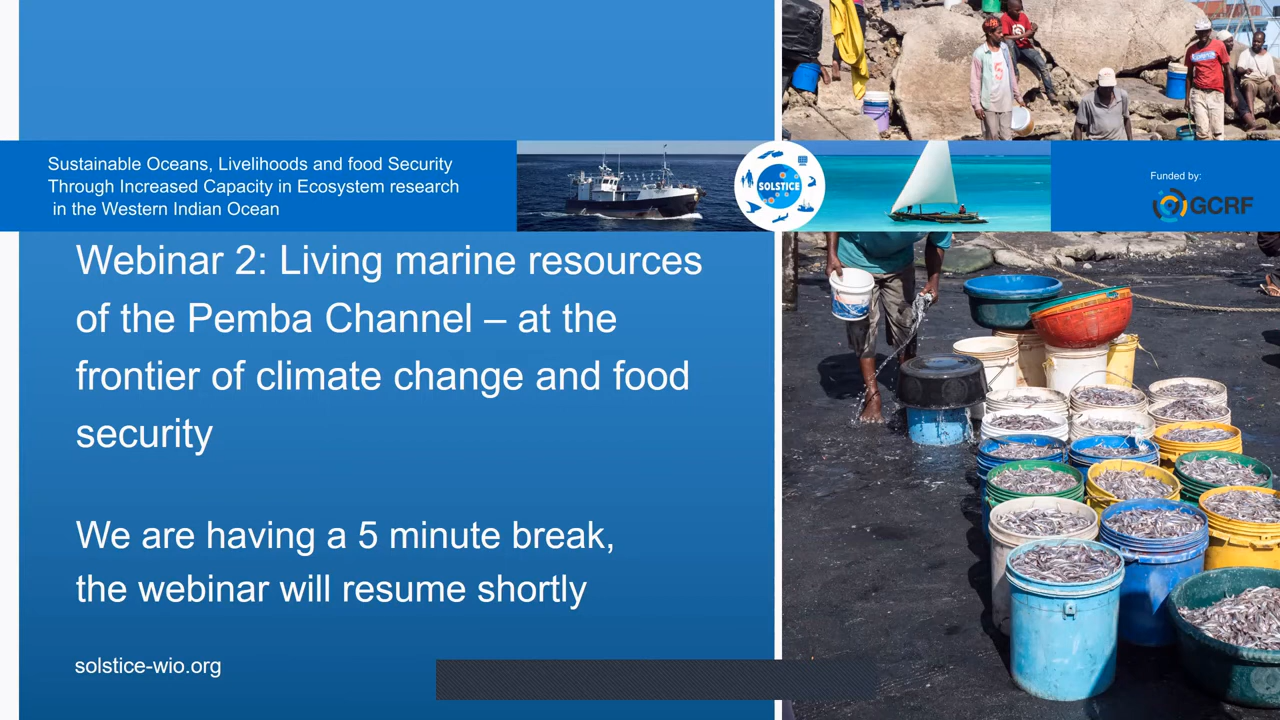 Sustainable Oceans, Livelihoods and food Security
Through Increased Capacity in Ecosystem research
in the Western Indian Ocean
SOLSTICE
Funded by:
GCRF
Webinar 2: Living marine resources
of the Pemba Channel – at the
frontier of climate change and food
security
We are having a 5 minute break,
the webinar will resume shortly
solstice-wio.org